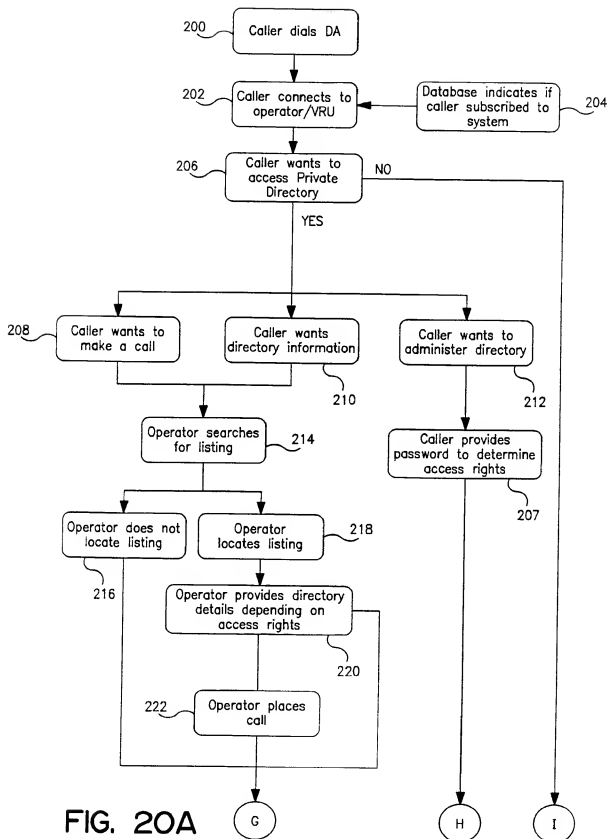 200
Caller dials DA
202
Caller connects to
operator/VRU
Database indicates if
caller subscribed to
system
204
206
Caller wants to
access Private
Directory
NO
YES
208
Caller wants to
make a call
Caller wants
directory information
210
Caller wants to
administer directory
212
Operator searches
for listing
214
Caller provides
password to determine
access rights
207
Operator does not
locate listing
216
Operator
locates listing
218
Operator provides directory
details depending on
access rights
220
222
Operator places
call
FIG. 20A
G
H
I